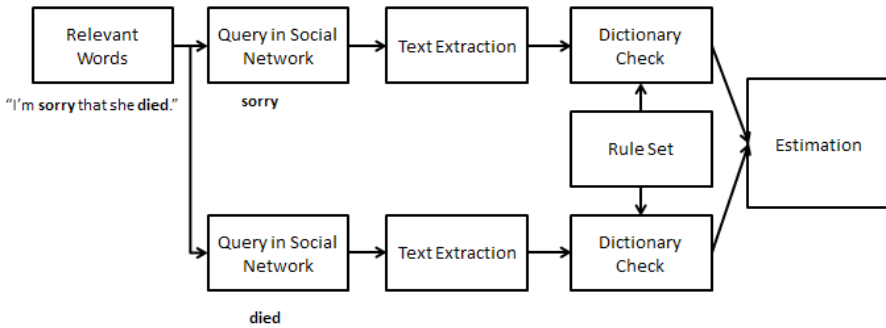 Relevant
Words
Query in Social
Network
Text Extraction
Dictionary
Check
"I'm sorry that she died."
sorry
Rule Set
Estimation
Query in Social
Network
Text Extraction
Dictionary
Check
died